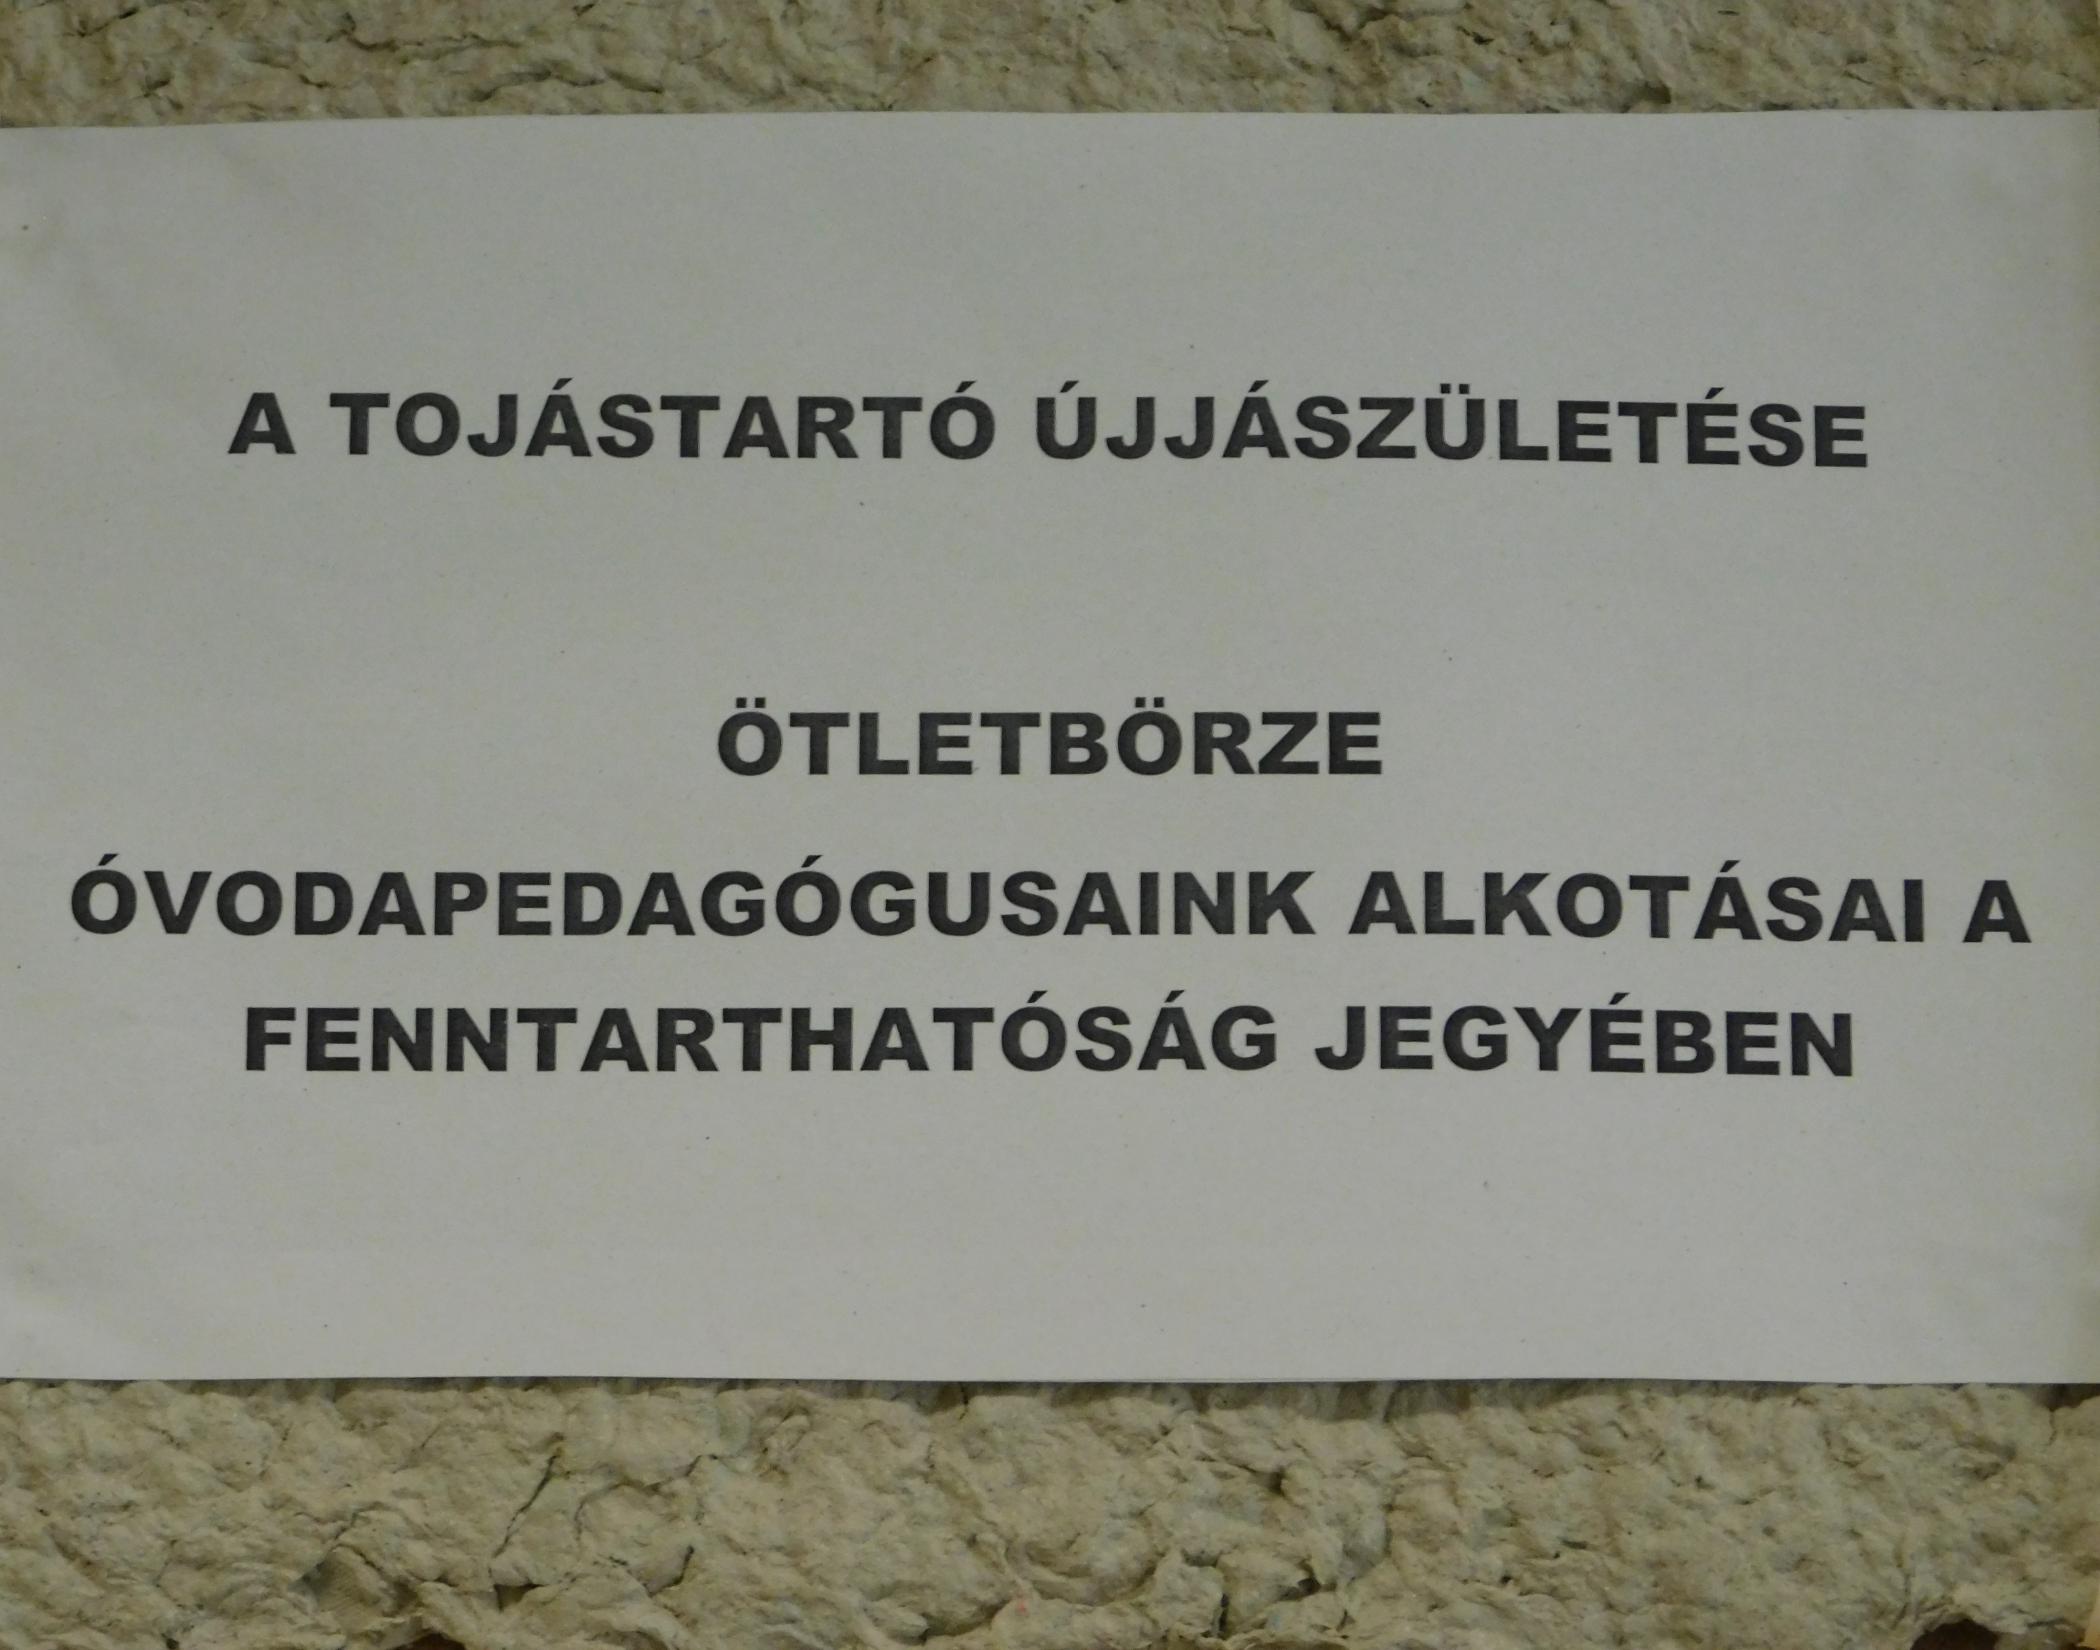 A TOJÁSTARTÓ ÚJJÁSZÜLETÉSE
ÖTLETBÖRZE
ÓVODAPEDAGÓGUSAINK ALKOTÁSAI A
FENNTARTHATÓSÁG JEGYÉBEN